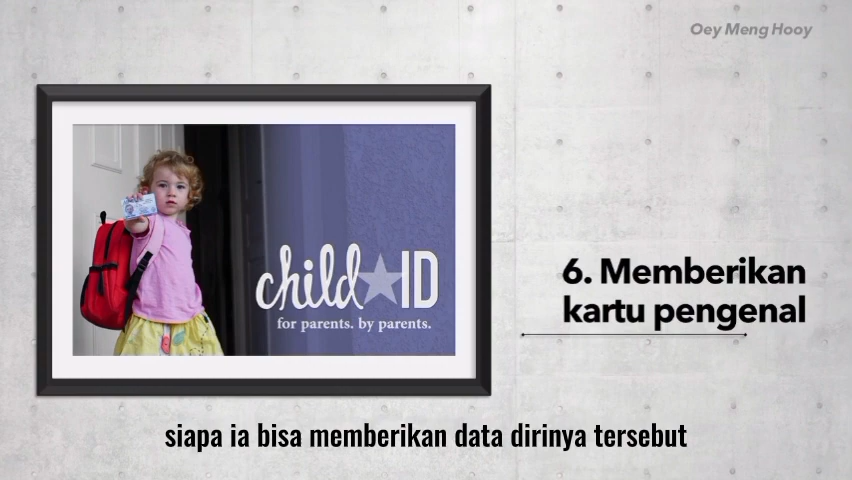 Oey Meng Hooy
child ID
for parents. by parents.
6. Memberikan
kartu pengenal
siapa ia bisa memberikan data dirinya tersebut